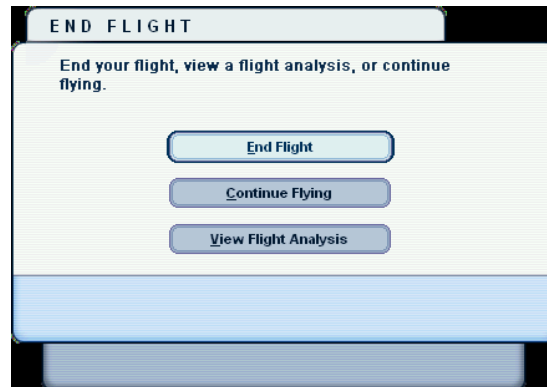 END FLIGHT
End your flight, view a flight analysis, or continue
flying.
End Flight
Continue Flying
View Flight Analysis